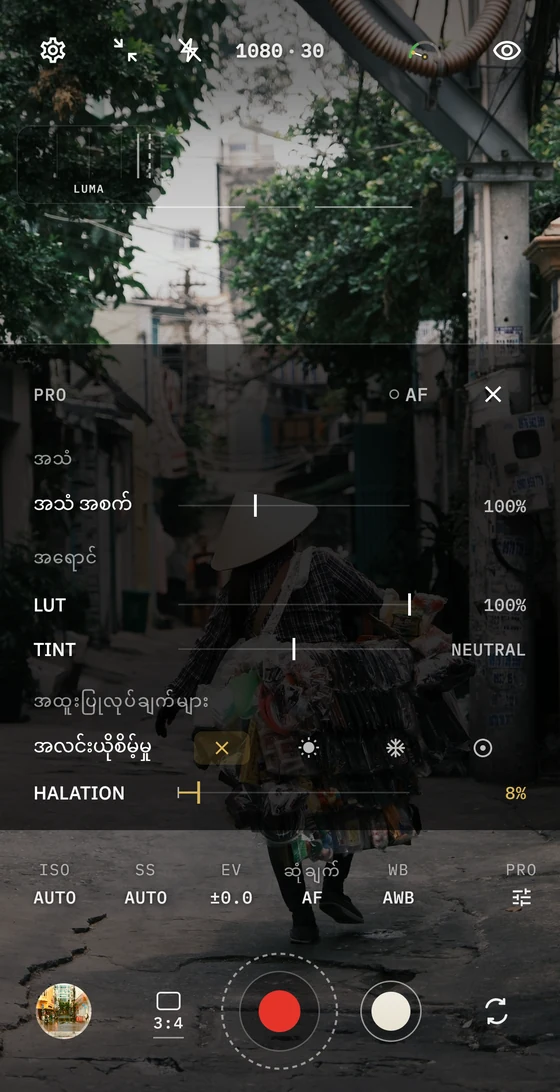 1080 • 30
LUMA
PRO AF
အသံ
အသံ အစက် 100%
အရောင်
LUT 100%
TINT NEUTRAL
အထူးပြုလုပ်ချက်များ
အလင်းယိုစိမ့်မှု
HALATION 8%
ISO SS EV ဆုံချက် WB PRO
AUTO AUTO ±0.0 AF AWB
3:4